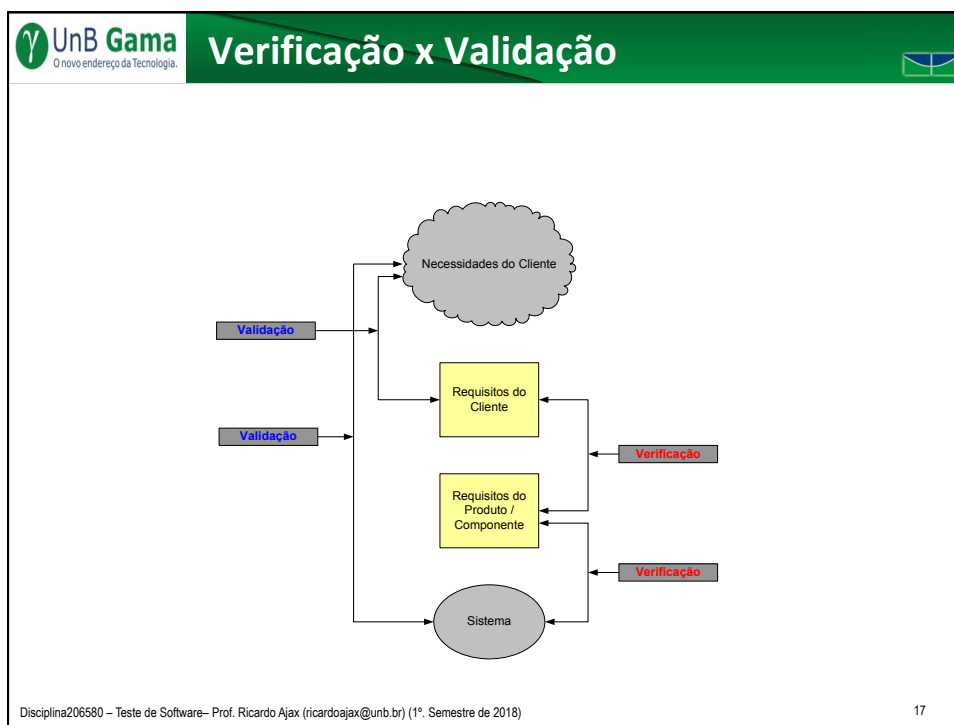 γ UnB Gama
O novo endereço da Tecnologia.
Verificação x Validação
Necessidades do Cliente
Validação
Requisitos do
Cliente
Validação
Verificação
Requisitos do
Produto /
Componente
Verificação
Sistema
Disciplina206580 – Teste de Software– Prof. Ricardo Ajax (ricardoajax@unb.br) (1º. Semestre de 2018)
17